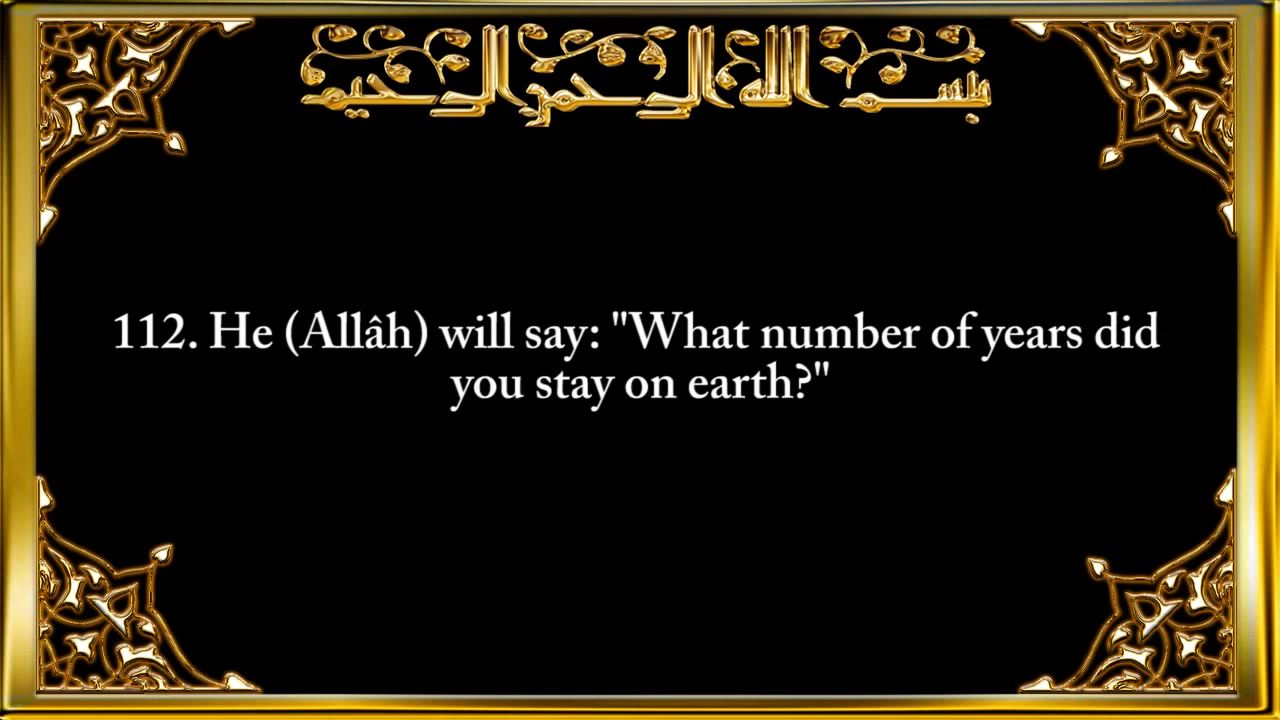 بسم الله الرحمن الرحيم
112. He (Allâh) will say: "What number of years did
you stay on earth?"